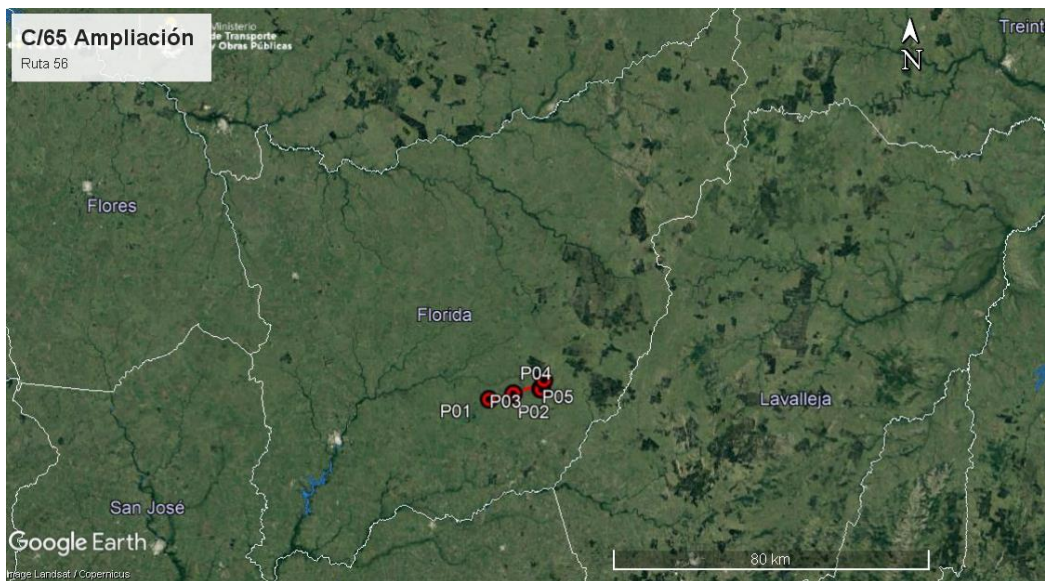 C/65 Ampliación
Ruta 56
Ministerio
de Transporte
y Obras Públicas
N
Treint
Flores
Florida
P04
P01
P03
P02
P05
Lavalleja
San José
Google Earth
80 km
Image Landsat / Copernicus